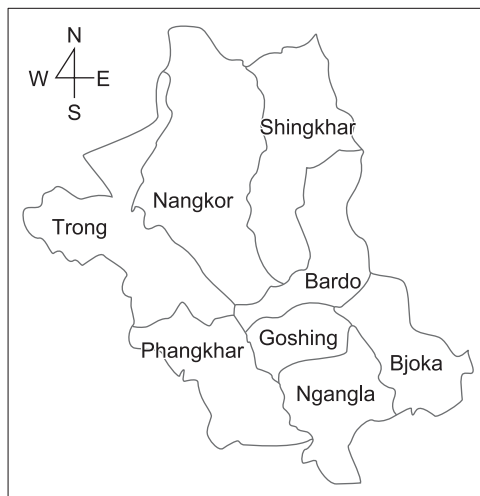 N
W E
S
Shingkhar
Nangkor
Trong
Bardo
Goshing
Phangkhar
Bjoka
Ngangla